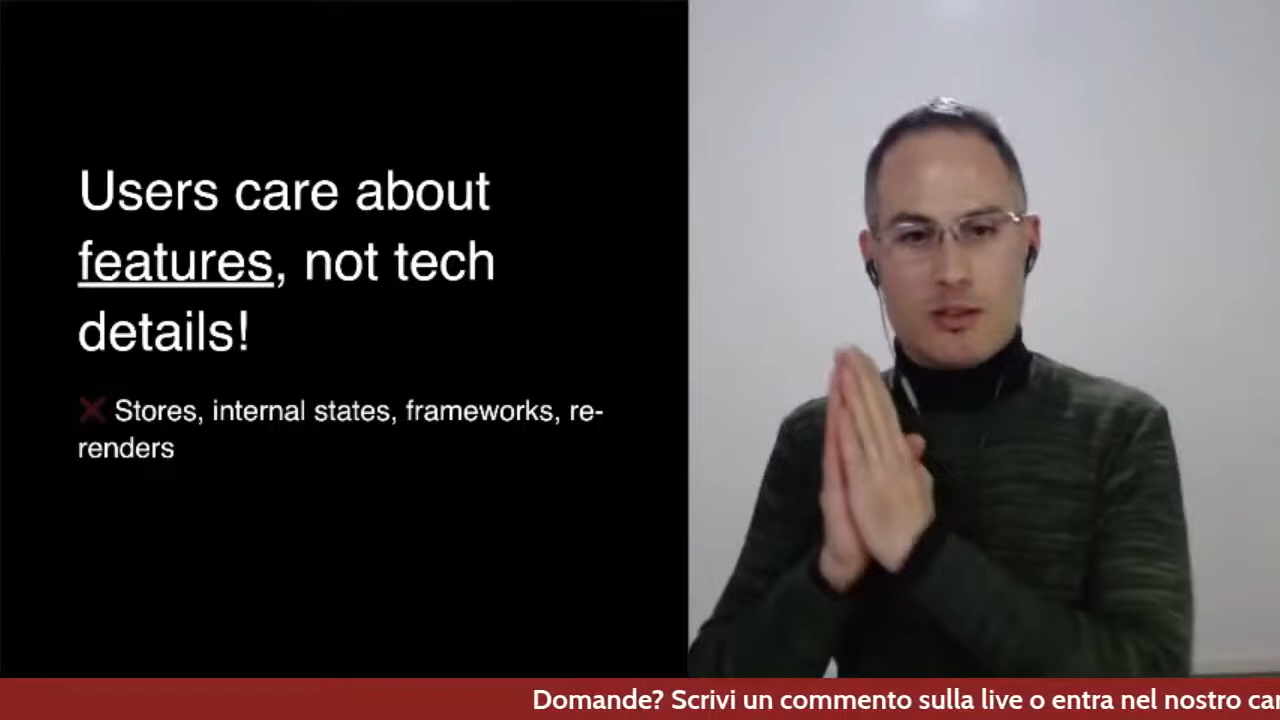 Users care about
features, not tech
details!
❌ Stores, internal states, frameworks, re-
renders
Domande? Scrivi un commento sulla live o entra nel nostro